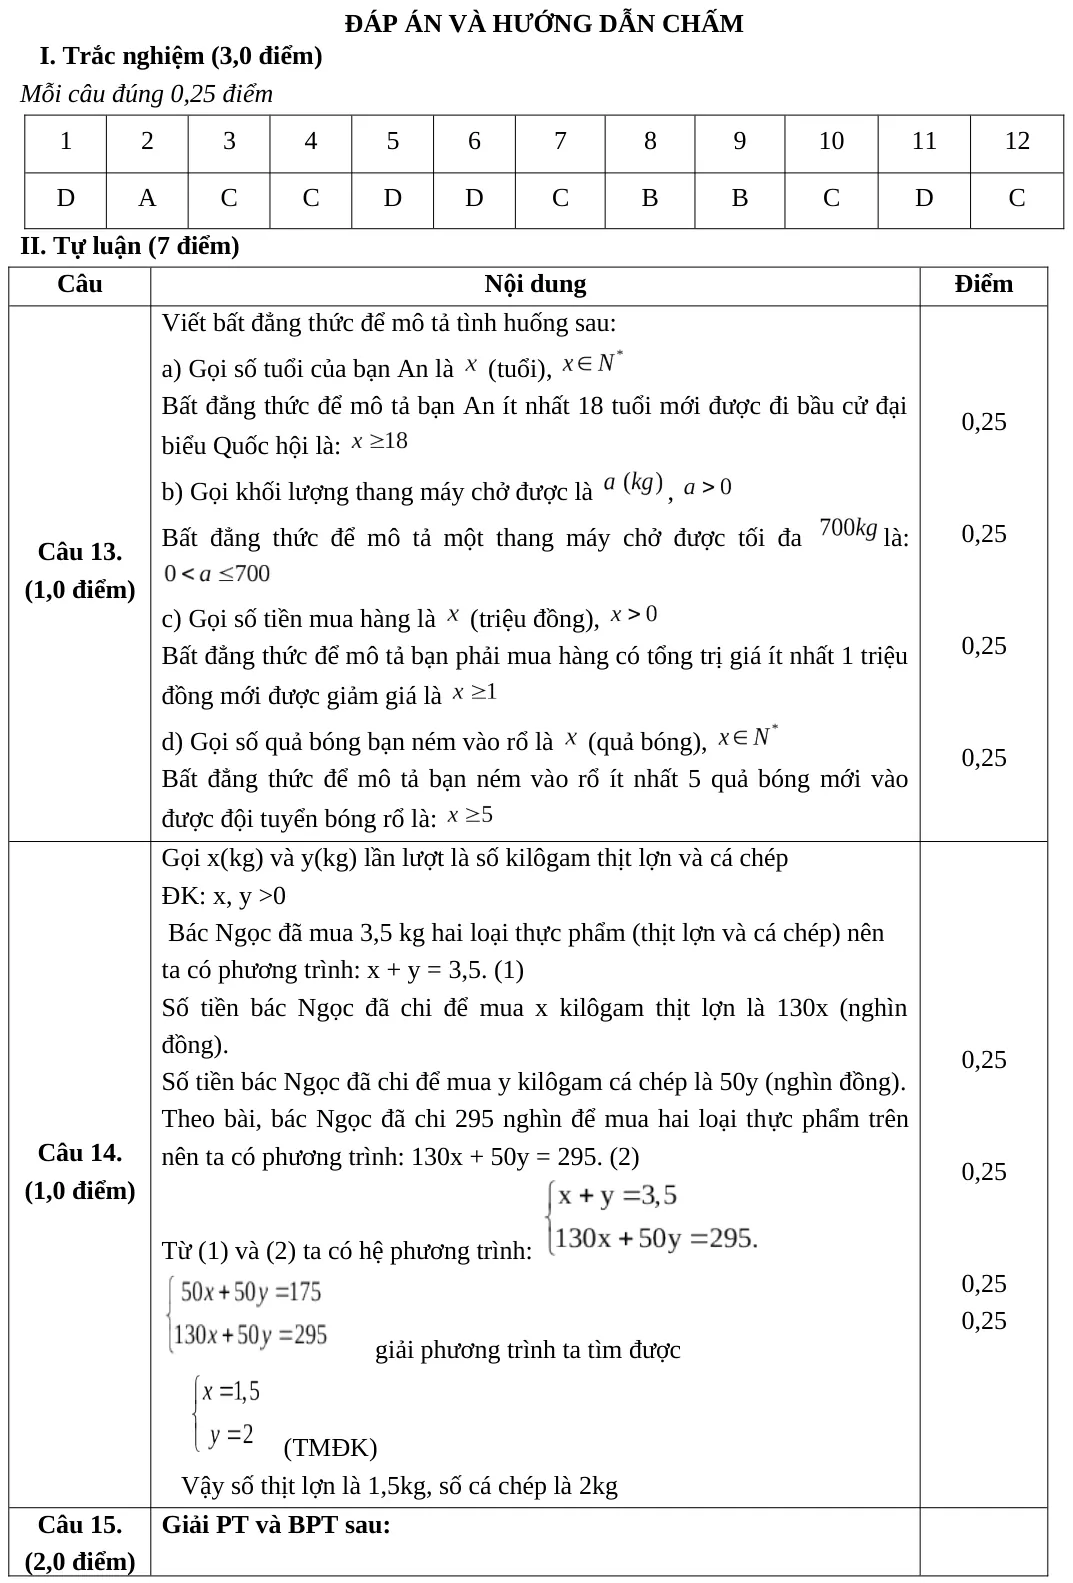 ĐÁP ÁN VÀ HƯỚNG DẪN CHẤM
I. Trắc nghiệm (3,0 điểm)
Mỗi câu đúng 0,25 điểm
1 2 3 4 5 6 7 8 9 10 11 12
D A C C D D C B B C D C
II. Tự luận (7 điểm)
Câu Nội dung Điểm
Câu 13.
(1,0 điểm)
Viết bất đẳng thức để mô tả tình huống sau:
a) Gọi số tuổi của bạn An là x (tuổi), x ∈ N*
Bất đẳng thức để mô tả bạn An ít nhất 18 tuổi mới được đi bầu cử đại
biểu Quốc hội là: x ≥18
b) Gọi khối lượng thang máy chở được là a (kg), a > 0
Bất đẳng thức để mô tả một thang máy chở được tối đa 700kg là:
0 < a ≤700
c) Gọi số tiền mua hàng là x (triệu đồng), x > 0
Bất đẳng thức để mô tả bạn phải mua hàng có tổng trị giá ít nhất 1 triệu
đồng mới được giảm giá là x ≥1
d) Gọi số quả bóng bạn ném vào rổ là x (quả bóng), x ∈ N*
Bất đẳng thức để mô tả bạn ném vào rổ ít nhất 5 quả bóng mới vào
được đội tuyển bóng rổ là: x ≥5
0,25
0,25
0,25
0,25
Câu 14.
(1,0 điểm)
Gọi x(kg) và y(kg) lần lượt là số kilôgam thịt lợn và cá chép
ĐK: x, y >0
Bác Ngọc đã mua 3,5 kg hai loại thực phẩm (thịt lợn và cá chép) nên
ta có phương trình: x + y = 3,5. (1)
Số tiền bác Ngọc đã chi để mua x kilôgam thịt lợn là 130x (nghìn
đồng).
Số tiền bác Ngọc đã chi để mua y kilôgam cá chép là 50y (nghìn đồng).
Theo bài, bác Ngọc đã chi 295 nghìn để mua hai loại thực phẩm trên
nên ta có phương trình: 130x + 50y = 295. (2)
x + y =3,5
Từ (1) và (2) ta có hệ phương trình: {130x + 50y =295.
50x + 50y =175
{130x + 50y =295 giải phương trình ta tìm được
x =1,5
{y =2 (TMĐK)
Vậy số thịt lợn là 1,5kg, số cá chép là 2kg
0,25
0,25
0,25
0,25
Câu 15.
(2,0 điểm)
Giải PT và BPT sau: